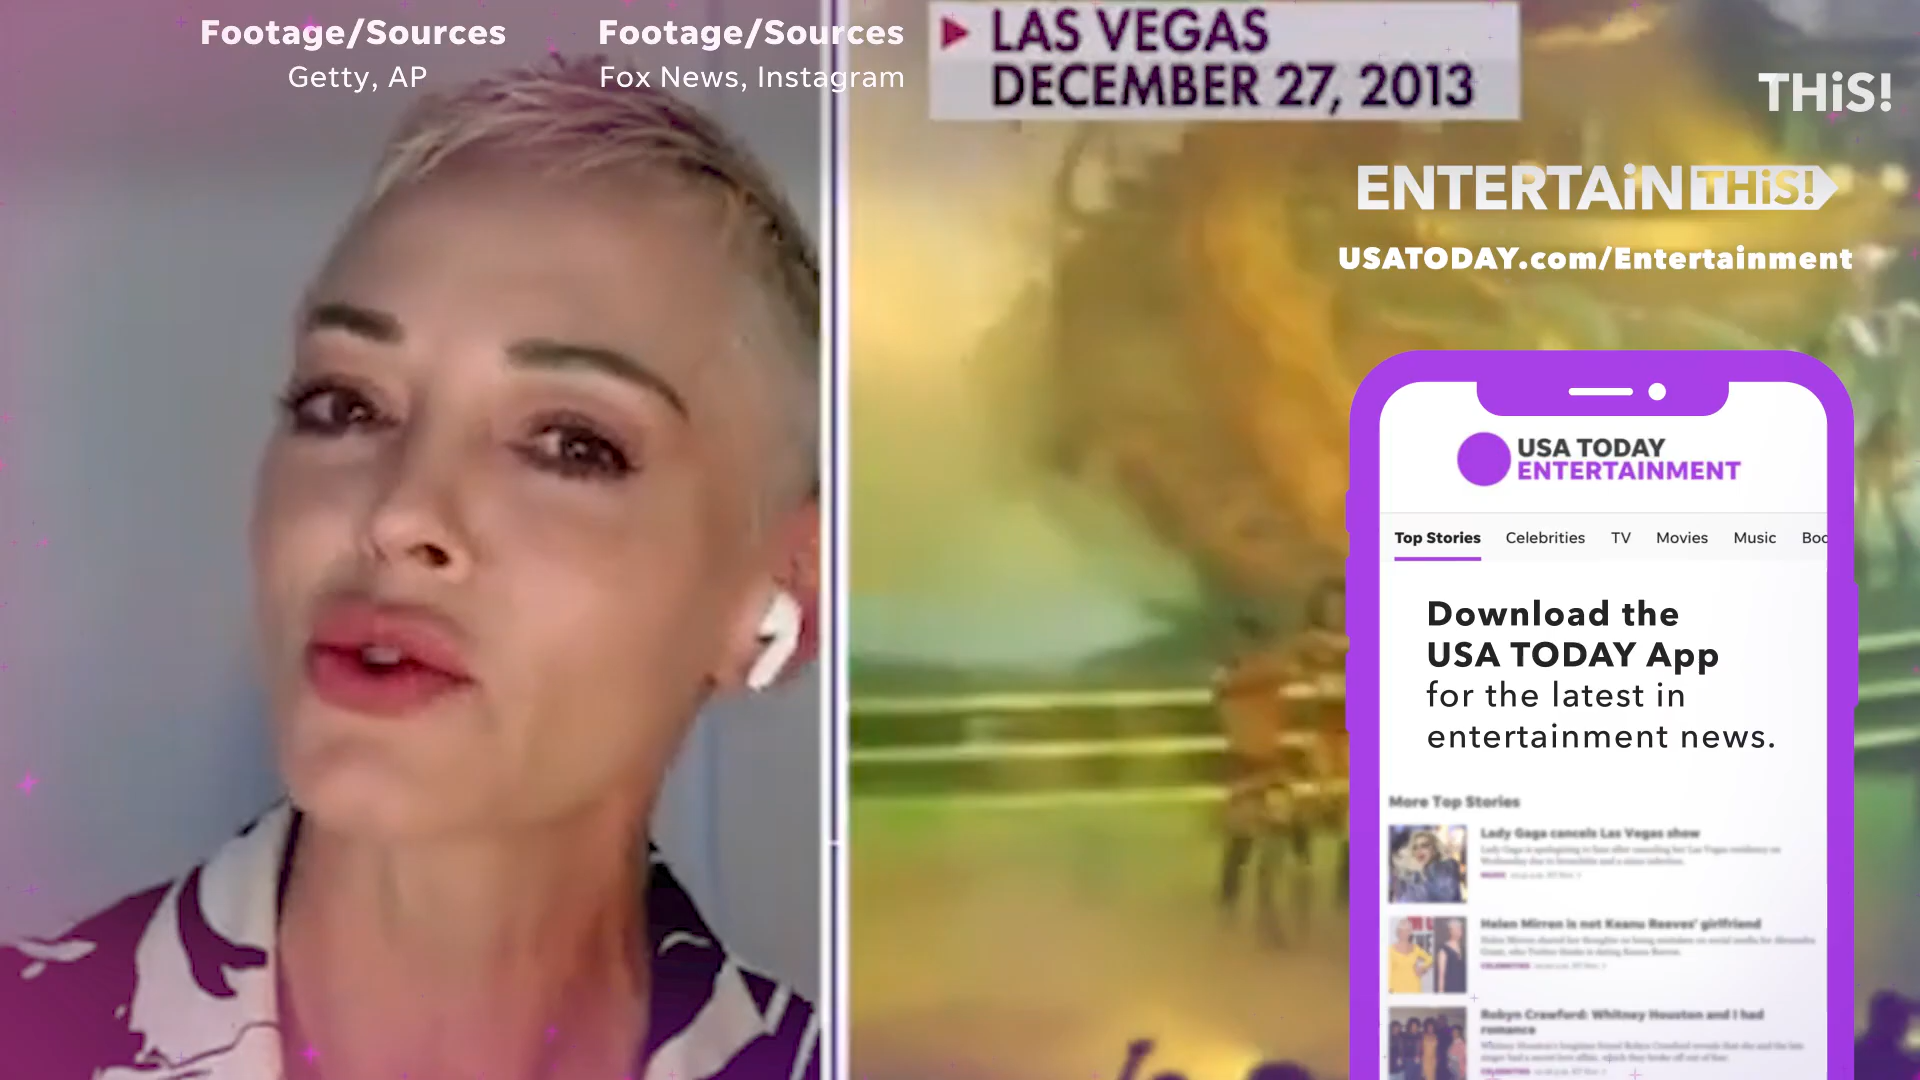 Footage/Sources
Getty, AP
Footage/Sources
Fox News, Instagram
LAS VEGAS
DECEMBER 27, 2013
THiS!
ENTERTAiN THiS!
USATODAY.com/Entertainment
USA TODAY
ENTERTAINMENT
Top Stories Celebrities TV Movies Music Boo
Download the
USA TODAY App
for the latest in
entertainment news.
More Top Stories
Lady Gaga cancels Las Vegas show
Helen Mirren is not Keanu Reeves' girlfriend
Robyn Crawford: Whitney Houston and I had
romance